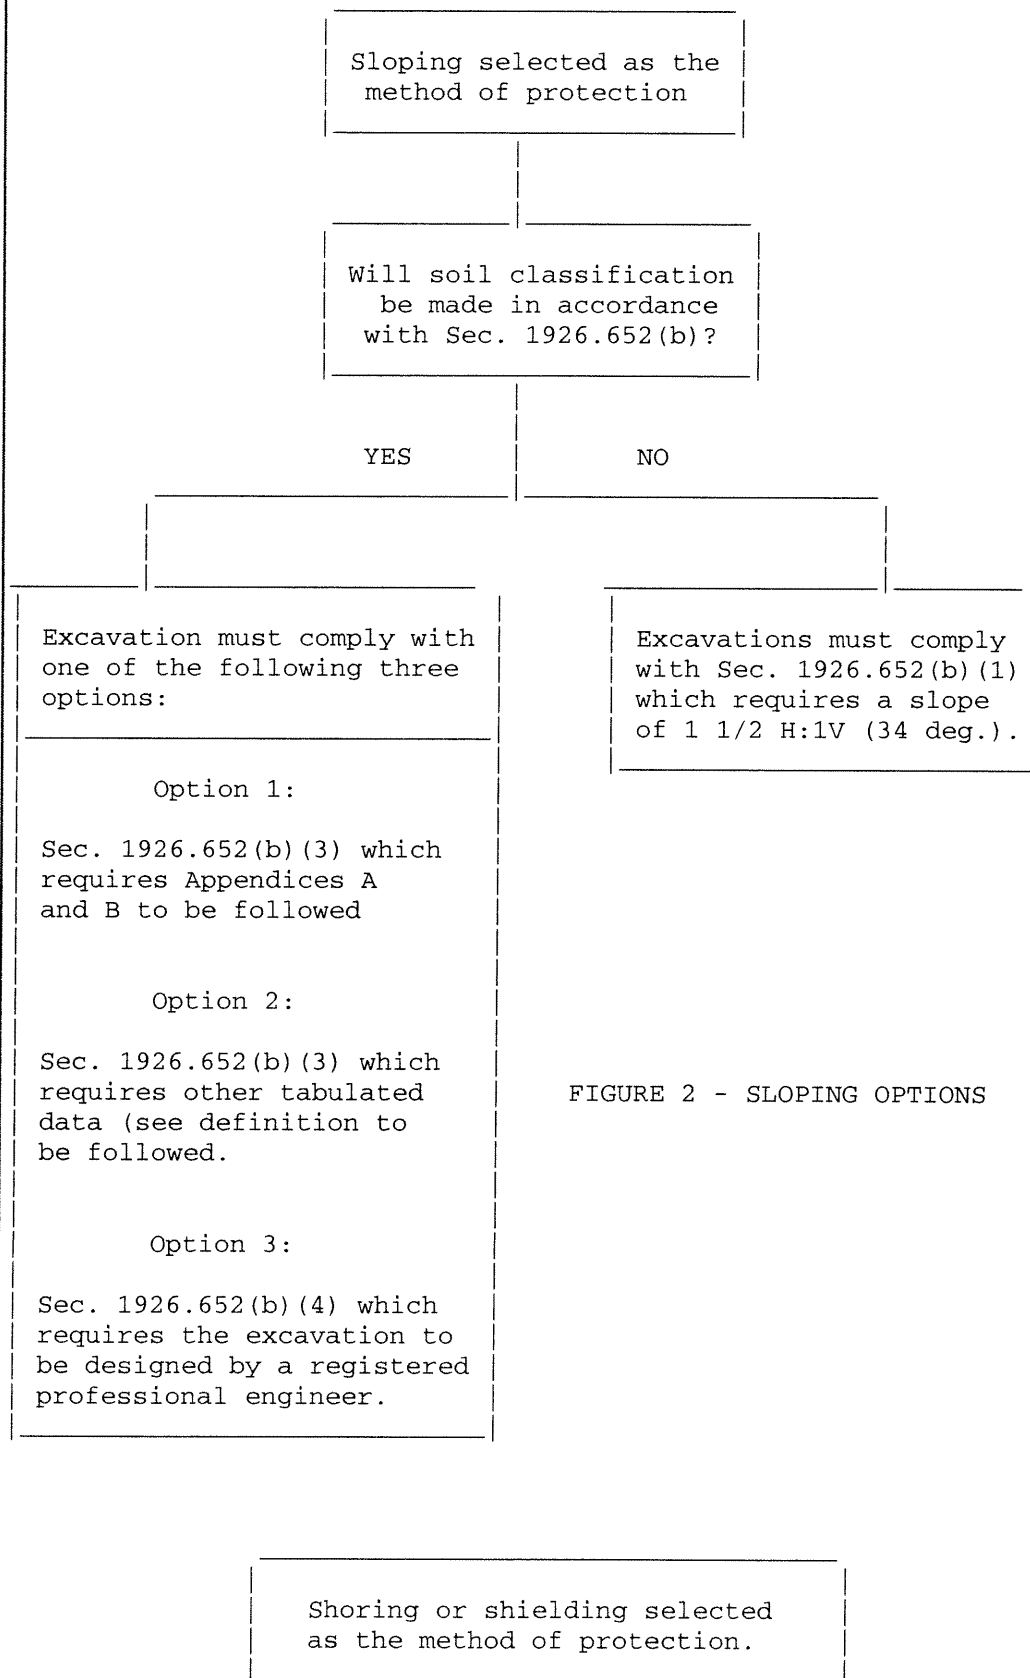 Sloping selected as the
method of protection
Will soil classification
be made in accordance
with Sec. 1926.652(b)?
YES
NO
Excavation must comply with
one of the following three
options:
Excavations must comply
with Sec. 1926.652(b)(1)
which requires a slope
of 1 1/2 H:1V (34 deg.).
Option 1:
Sec. 1926.652(b)(3) which
requires Appendices A
and B to be followed
Option 2:
Sec. 1926.652(b)(3) which
requires other tabulated
data (see definition to
be followed.
FIGURE 2 - SLOPING OPTIONS
Option 3:
Sec. 1926.652(b)(4) which
requires the excavation to
be designed by a registered
professional engineer.
Shoring or shielding selected
as the method of protection.